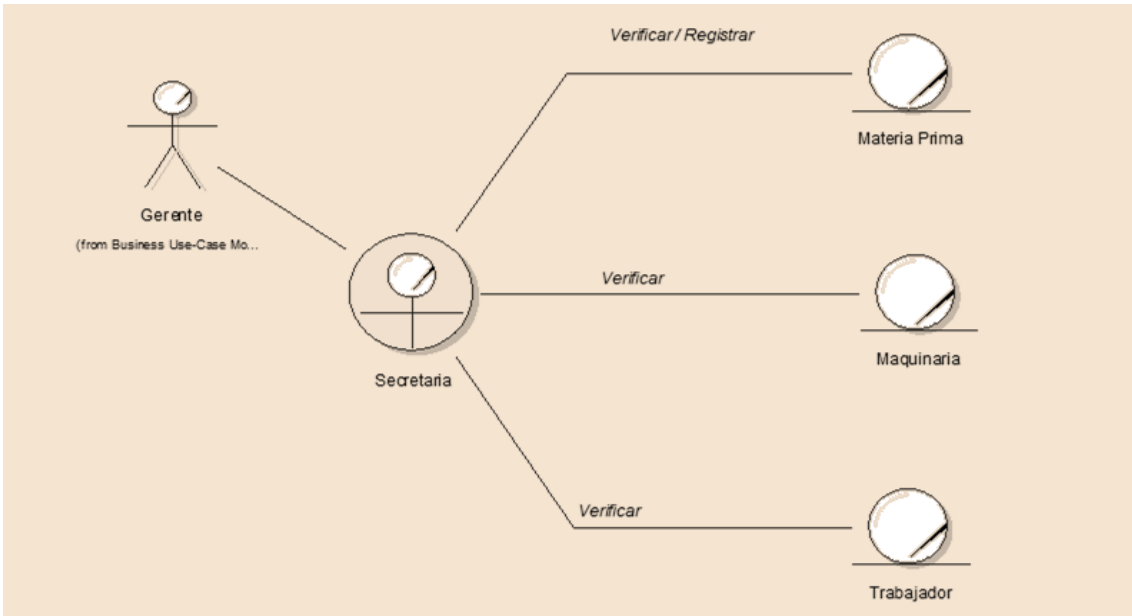 Verificar / Registrar
Materia Prima
Gerente
(from Business Use-Case Mo...
Verificar
Maquinaria
Secretaria
Verificar
Trabajador